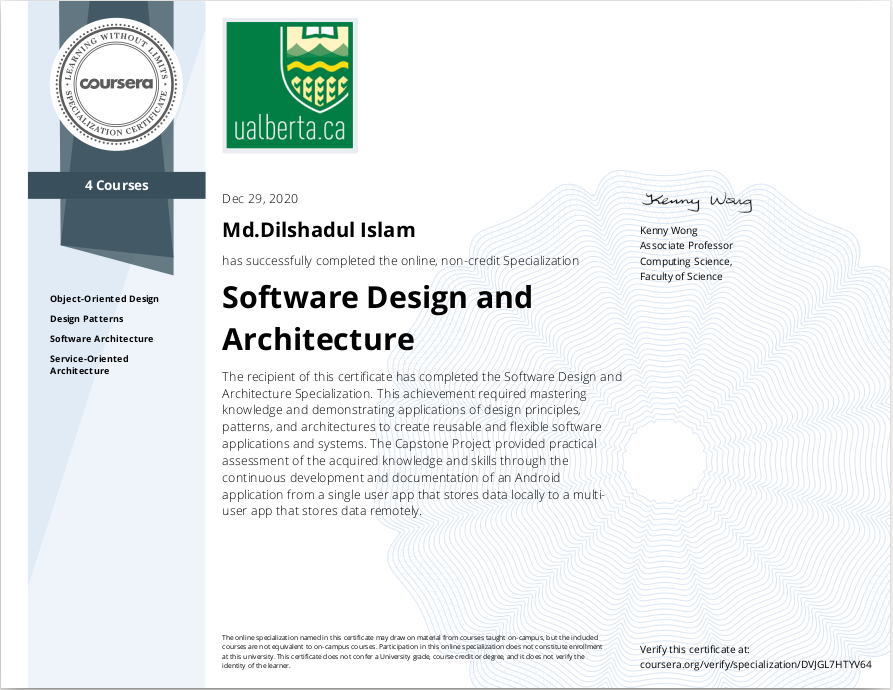 LEARNING WITHOUT LIMITS
coursera
SPECIALIZATION CERTIFICATE
4 Courses
Object-Oriented Design
Design Patterns
Software Architecture
Service-Oriented
Architecture
ualberta.ca
Dec 29, 2020
Md.Dilshadul Islam
has successfully completed the online, non-credit Specialization
Software Design and
Architecture
The recipient of this certificate has completed the Software Design and
Architecture Specialization. This achievement required mastering
knowledge and demonstrating applications of design principles,
patterns, and architectures to create reusable and flexible software
applications and systems. The Capstone Project provided practical
assessment of the acquired knowledge and skills through the
continuous development and documentation of an Android
application from a single user app that stores data locally to a multi-
user app that stores data remotely.
Kenny Wong
Kenny Wong
Associate Professor
Computing Science,
Faculty of Science
The online specialization named in this certificate may draw on material from courses taught on-campus, but the included
courses are not equivalent to on-campus courses. Participation in this online specialization does not constitute enrollment
at this university. This certificate does not confer a University grade, course credit or degree, and it does not verify the
identity of the learner.
Verify this certificate at:
coursera.org/verify/specialization/DVJGL7HTYV64